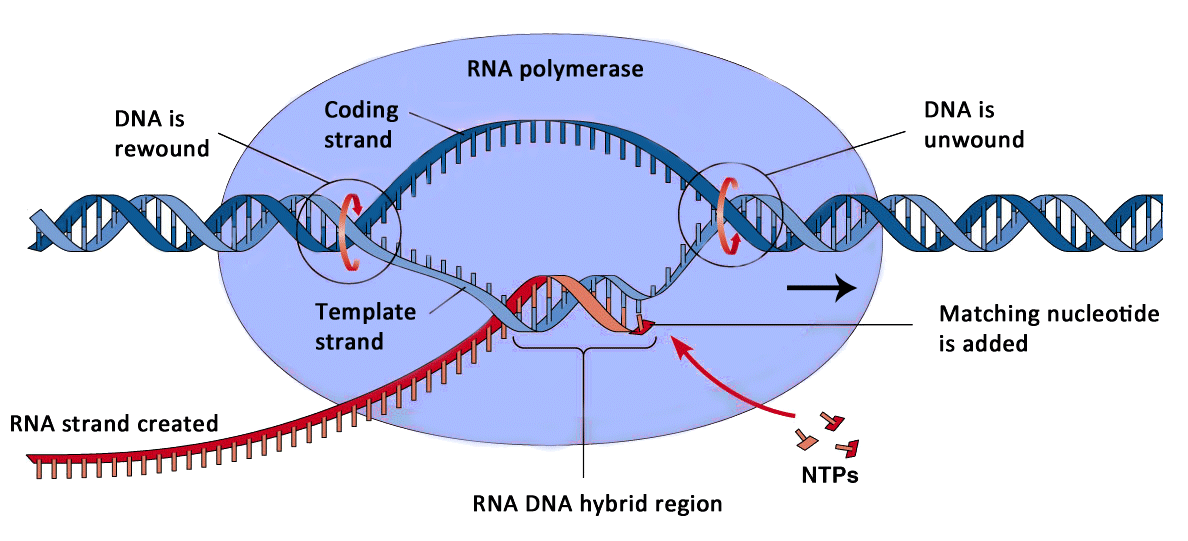 RNA polymerase
Coding
strand
DNA is
rewound
DNA is
unwound
Template
strand
Matching nucleotide
is added
RNA strand created
NTPs
RNA DNA hybrid region